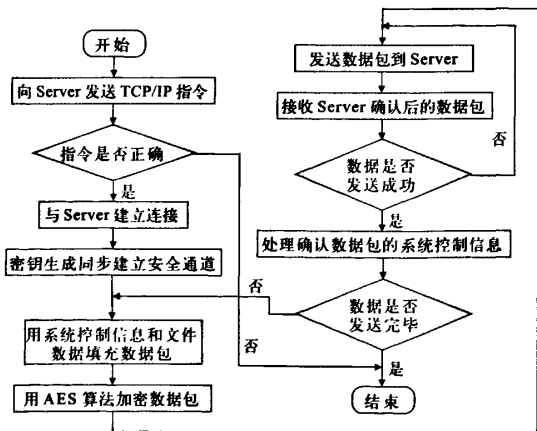 开始
向 Server 发送 TCP/IP 指令
指令是否正确
是
与 Server 建立连接
密钥生成同步建立安全通道
否
用系统控制信息和文件
数据填充数据包
否
用 AES 算法加密数据包
发送数据包到 Server
接收 Server 确认后的数据包
否
数据是否
发送成功
是
处理确认数据包的系统控制信息
数据是否
发送完毕
是
结束